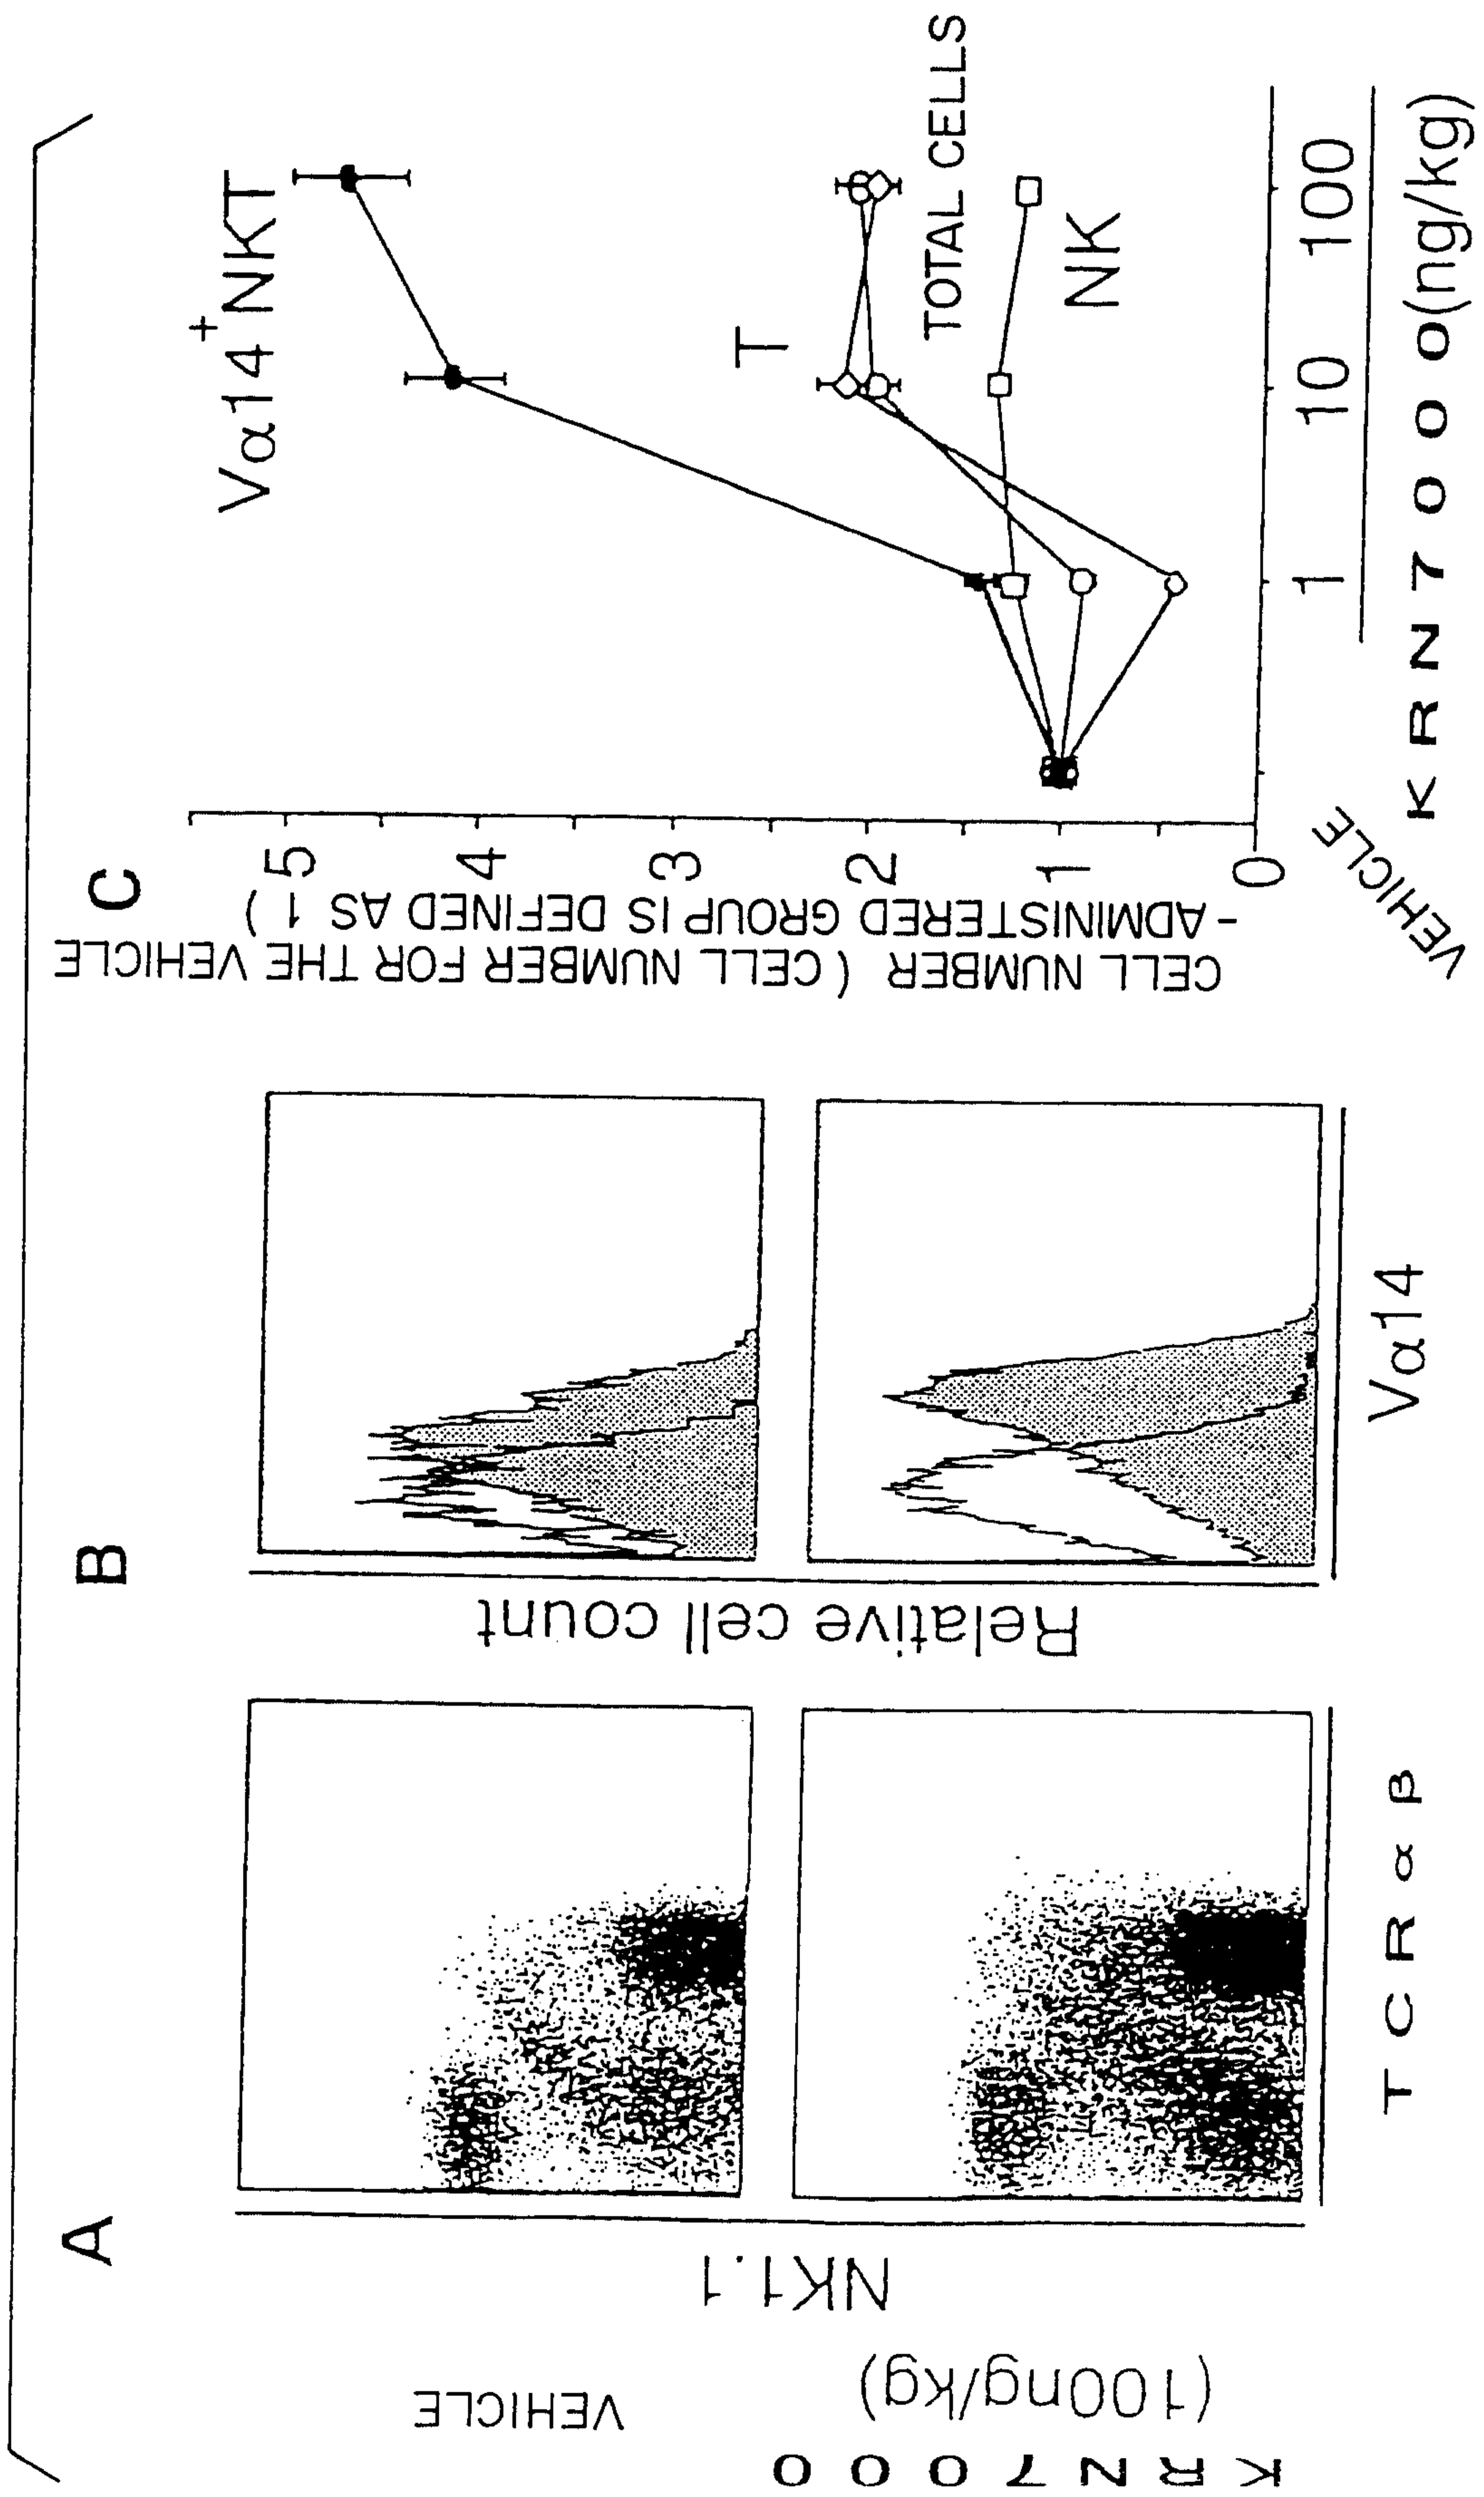 A
VEHICLE
KRN7000
(100ng/kg)
NK1.1
TCRαβ
B
Relative cell count
Vα14
C
CELL NUMBER (CELL NUMBER FOR THE VEHICLE
-ADMINISTERED GROUP IS DEFINED AS 1)
5
4
3
2
1
0
Vα14+NKT
T
TOTAL CELLS
NK
VEHICLE
1
10
100
KRN7000(ng/kg)